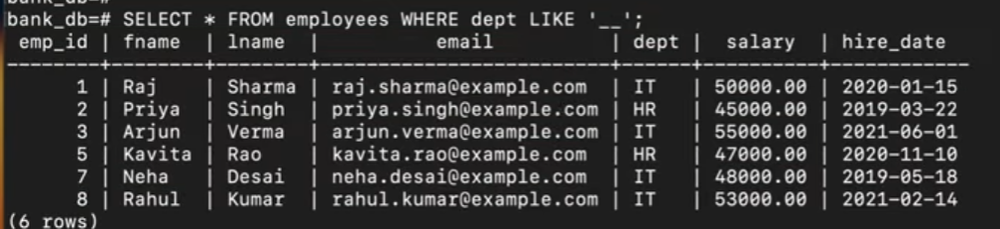 bank_db=#
bank_db=# SELECT * FROM employees WHERE dept LIKE '__';
 emp_id | fname  | lname  |          email           | dept |  salary  | hire_date
--------+--------+--------+--------------------------+------+----------+------------
      1 | Raj    | Sharma | raj.sharma@example.com   | IT   | 50000.00 | 2020-01-15
      2 | Priya  | Singh  | priya.singh@example.com  | HR   | 45000.00 | 2019-03-22
      3 | Arjun  | Verma  | arjun.verma@example.com  | IT   | 55000.00 | 2021-06-01
      5 | Kavita | Rao    | kavita.rao@example.com   | HR   | 47000.00 | 2020-11-10
      7 | Neha   | Desai  | neha.desai@example.com   | IT   | 48000.00 | 2019-05-18
      8 | Rahul  | Kumar  | rahul.kumar@example.com  | IT   | 53000.00 | 2021-02-14
(6 rows)